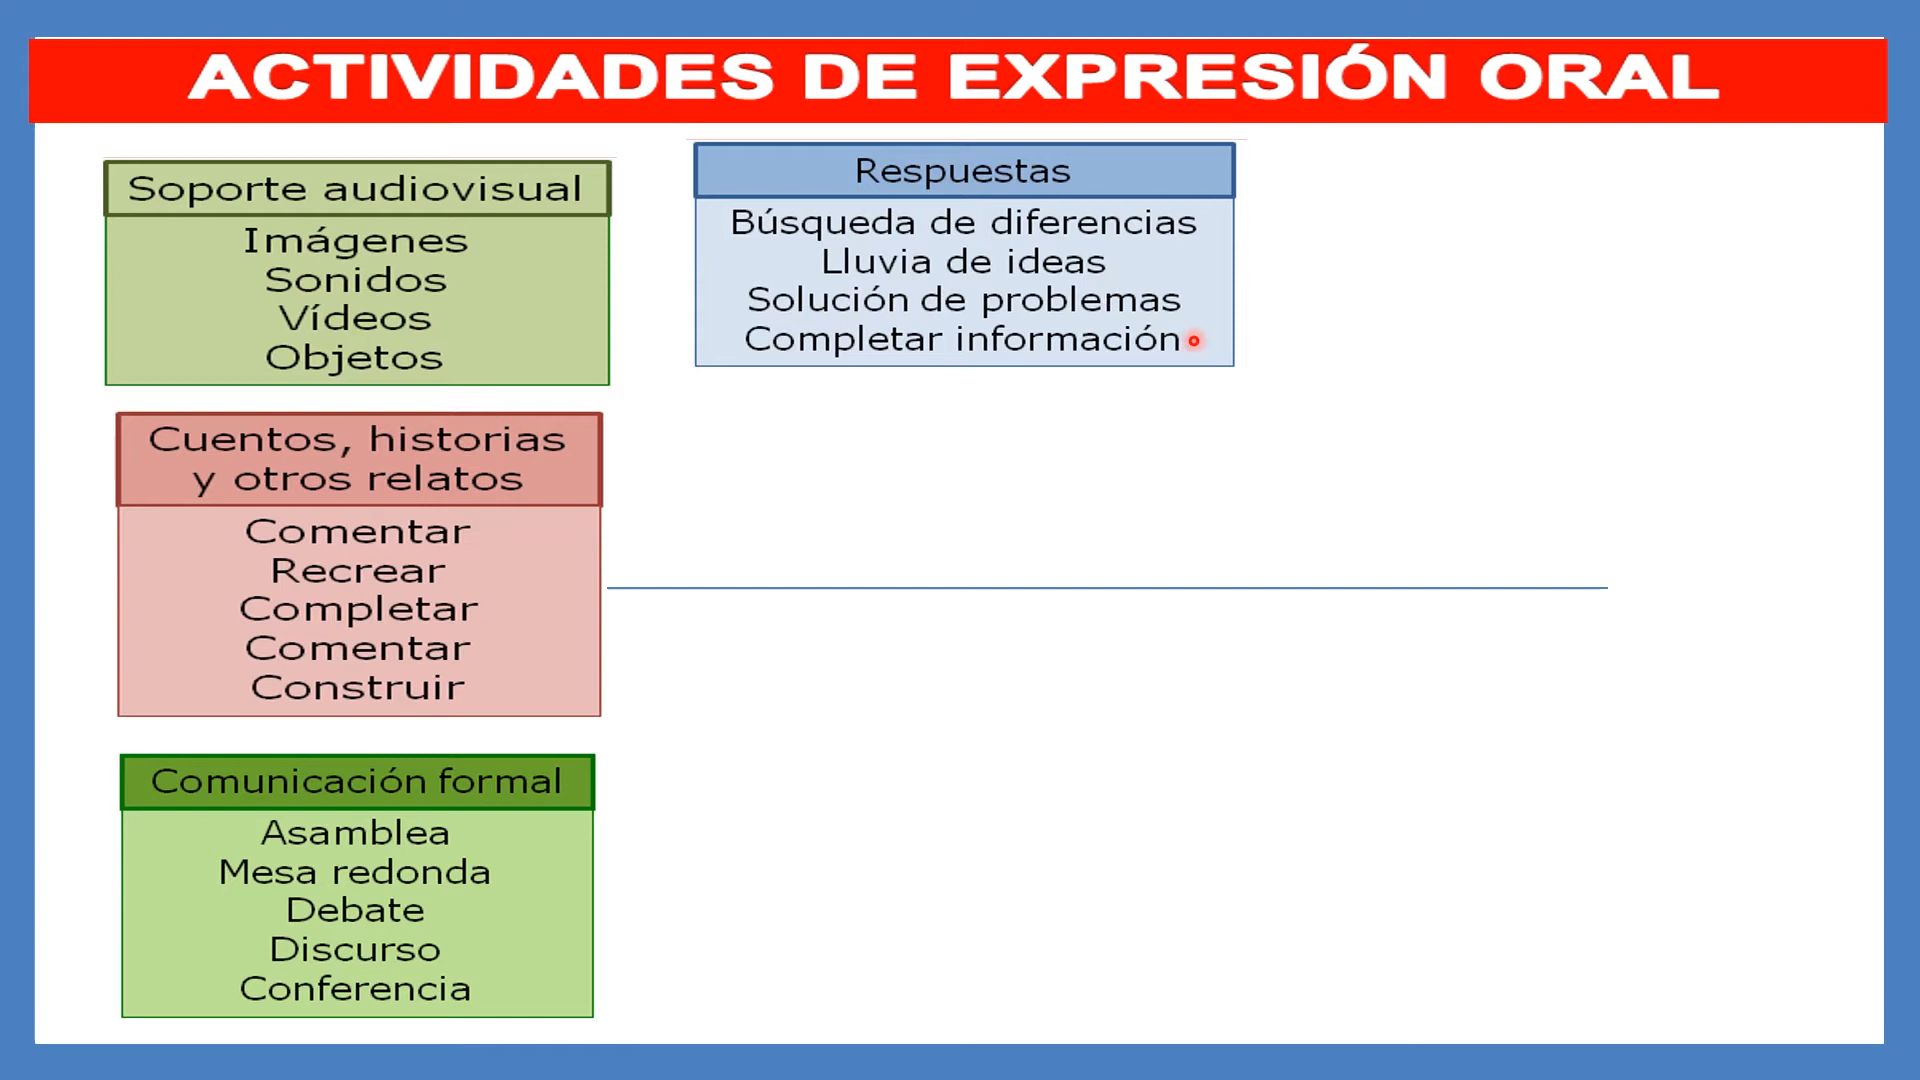 ACTIVIDADES DE EXPRESIÓN ORAL
Soporte audiovisual
Imágenes
Sonidos
Vídeos
Objetos
Cuentos, historias
y otros relatos
Comentar
Recrear
Completar
Comentar
Construir
Comunicación formal
Asamblea
Mesa redonda
Debate
Discurso
Conferencia
Respuestas
Búsqueda de diferencias
Lluvia de ideas
Solución de problemas
Completar información